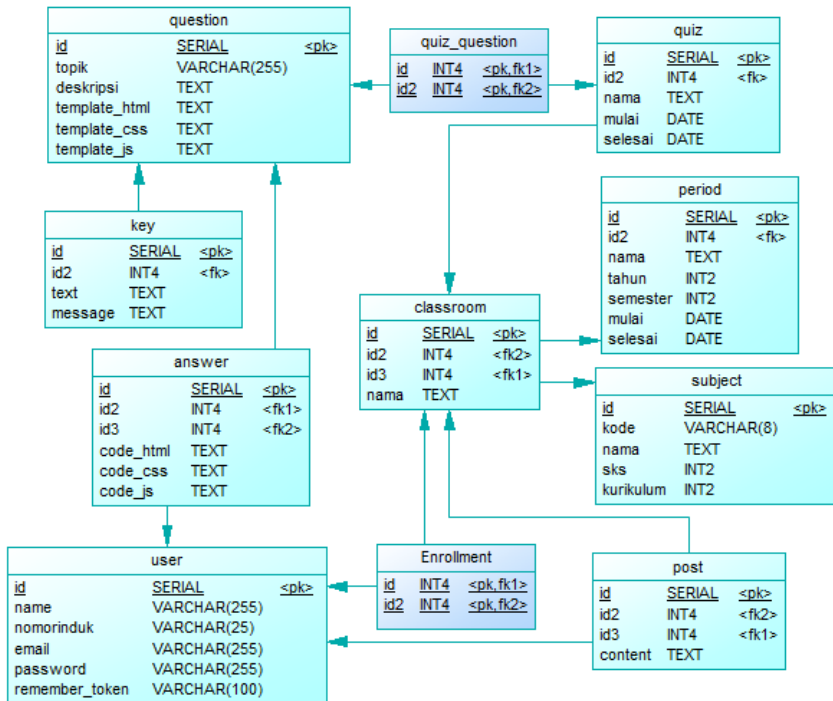 question
id SERIAL <pk>
topik VARCHAR(255)
deskripsi TEXT
template_html TEXT
template_css TEXT
template_js TEXT
quiz_question
id INT4 <pk,fk1>
id2 INT4 <pk,fk2>
quiz
id SERIAL <pk>
id2 INT4 <fk>
nama TEXT
mulai DATE
selesai DATE
key
id SERIAL <pk>
id2 INT4 <fk>
text TEXT
message TEXT
period
id SERIAL <pk>
id2 INT4 <fk>
nama TEXT
tahun INT2
semester INT2
mulai DATE
selesai DATE
classroom
id SERIAL <pk>
id2 INT4 <fk2>
id3 INT4 <fk1>
nama TEXT
answer
id SERIAL <pk>
id2 INT4 <fk1>
id3 INT4 <fk2>
code_html TEXT
code_css TEXT
code_js TEXT
subject
id SERIAL <pk>
kode VARCHAR(8)
nama TEXT
sks INT2
kurikulum INT2
user
id SERIAL <pk>
name VARCHAR(255)
nomorinduk VARCHAR(25)
email VARCHAR(255)
password VARCHAR(255)
remember_token VARCHAR(100)
Enrollment
id INT4 <pk,fk1>
id2 INT4 <pk,fk2>
post
id SERIAL <pk>
id2 INT4 <fk2>
id3 INT4 <fk1>
content TEXT